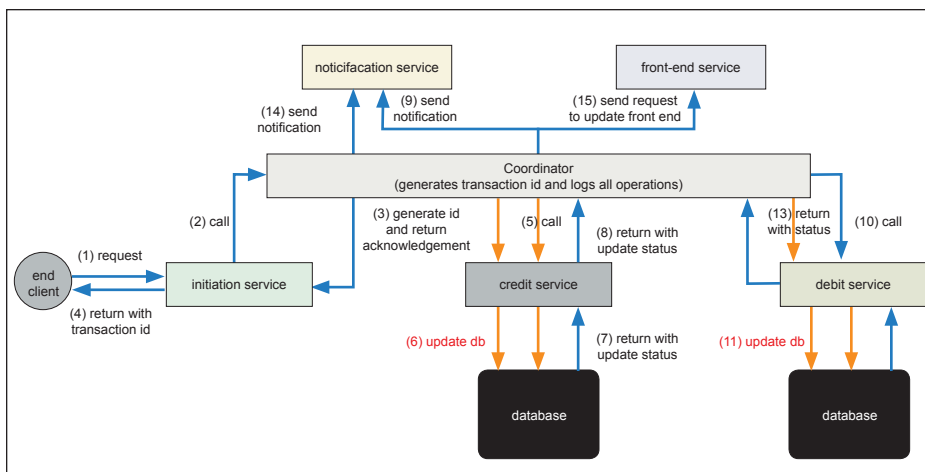 noticifacation service
front-end service
(14) send
notification
(9) send
notification
(15) send request
to update front end
Coordinator
(generates transaction id and logs all operations)
(2) call
(3) generate id
and return
acknowledgement
(5) call
(8) return with
update status
(13) return
with status
(10) call
(1) request
end
client
initiation service
credit service
debit service
(4) return with
transaction id
(6) update db
(7) return with
update status
(11) update db
database
database